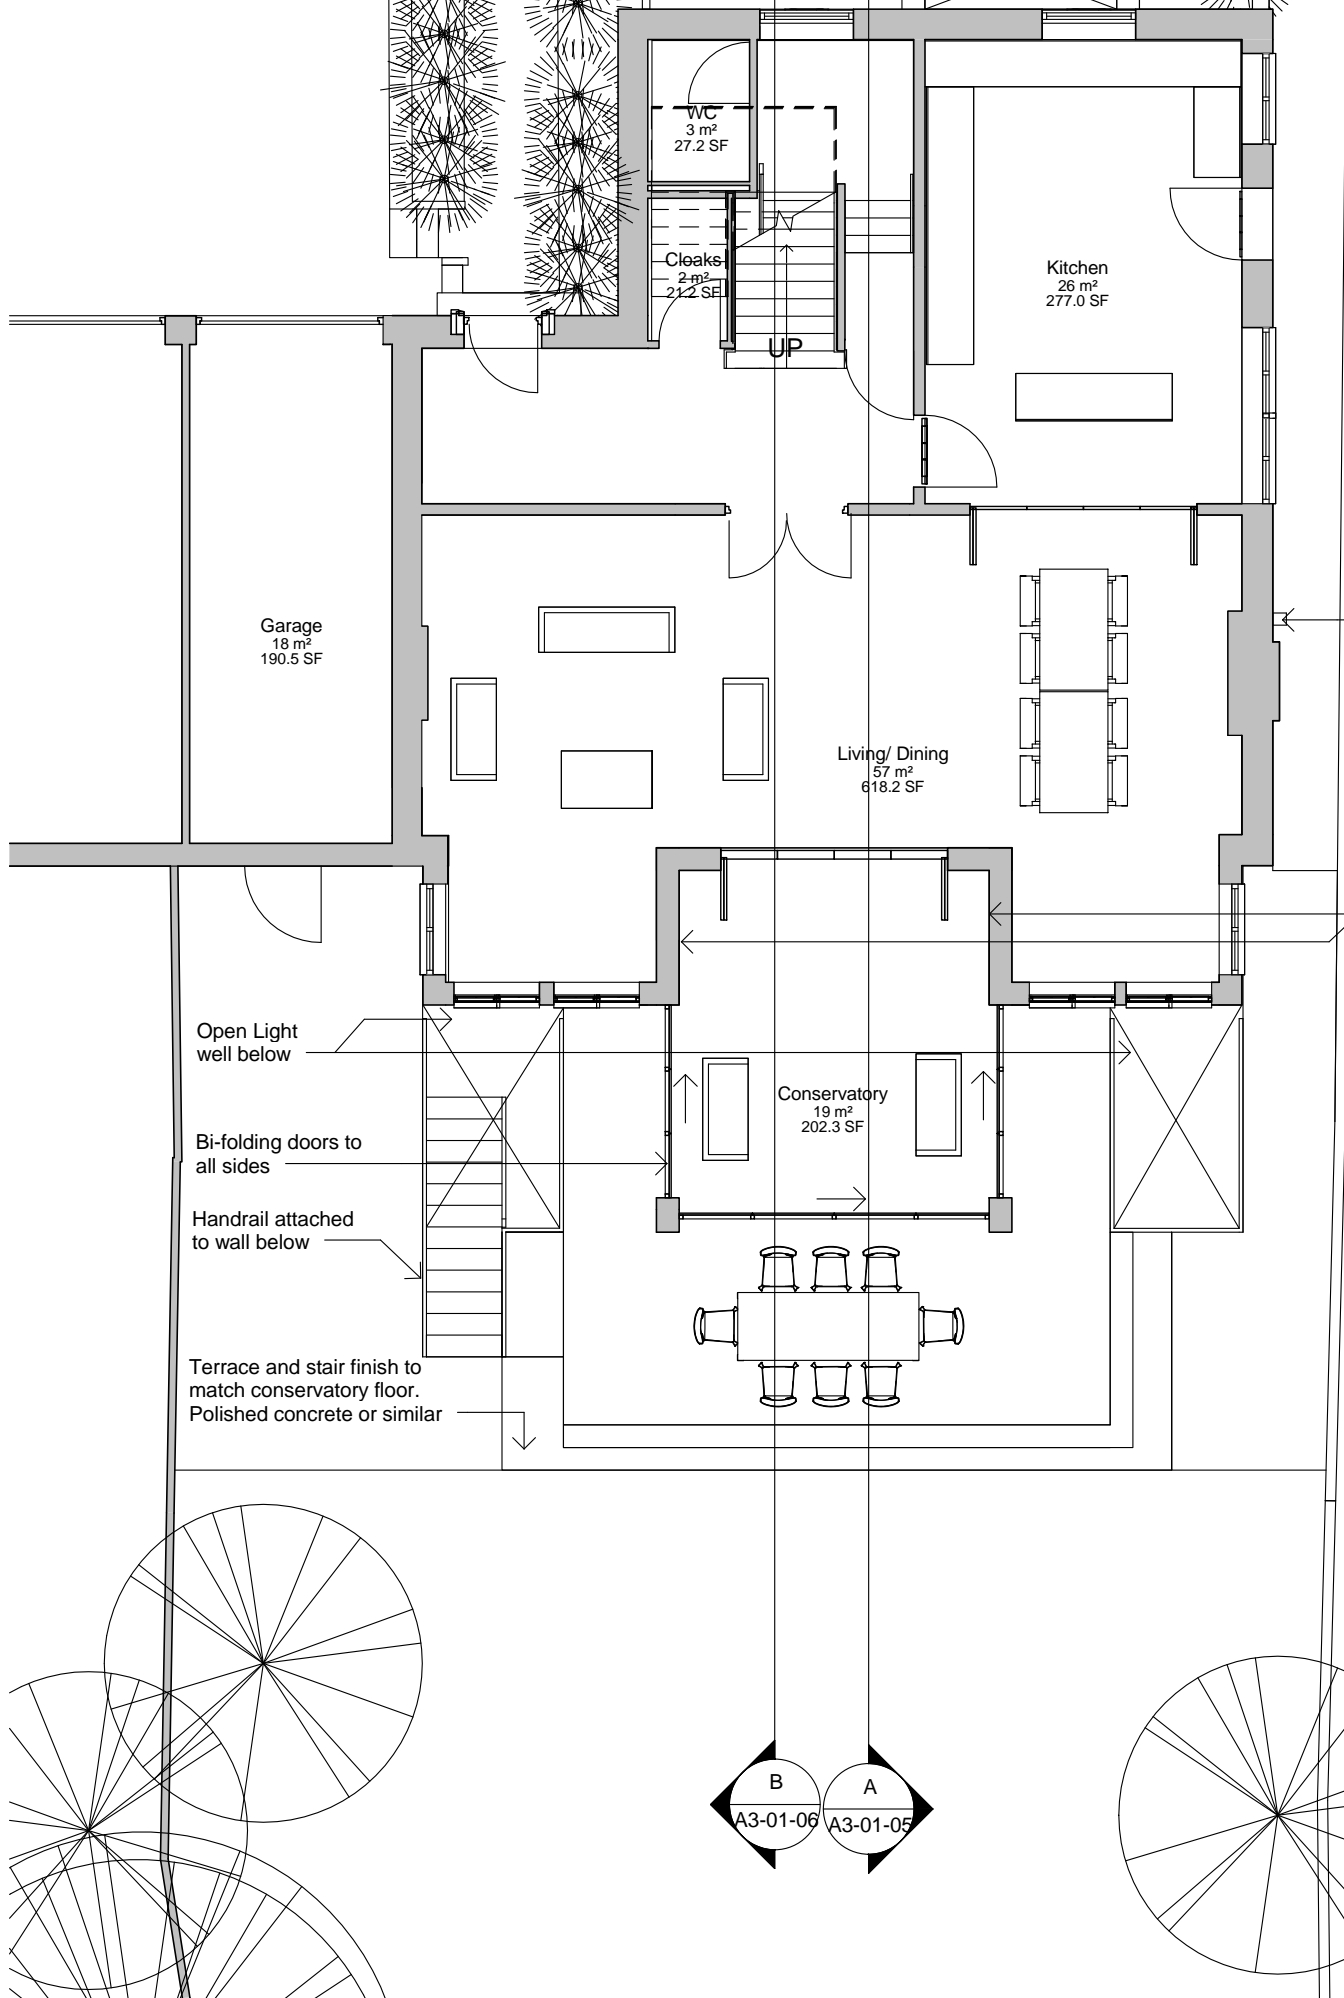 WC
3 m²
27.2 SF
Cloaks
2 m²
21.2 SF
UP
Kitchen
26 m²
277.0 SF
Garage
18 m²
190.5 SF
Living/ Dining
57 m²
618.2 SF
Open Light
well below
Conservatory
19 m²
202.3 SF
Bi-folding doors to
all sides
Handrail attached
to wall below
Terrace and stair finish to
match conservatory floor.
Polished concrete or similar
B
A3-01-06
A
A3-01-05